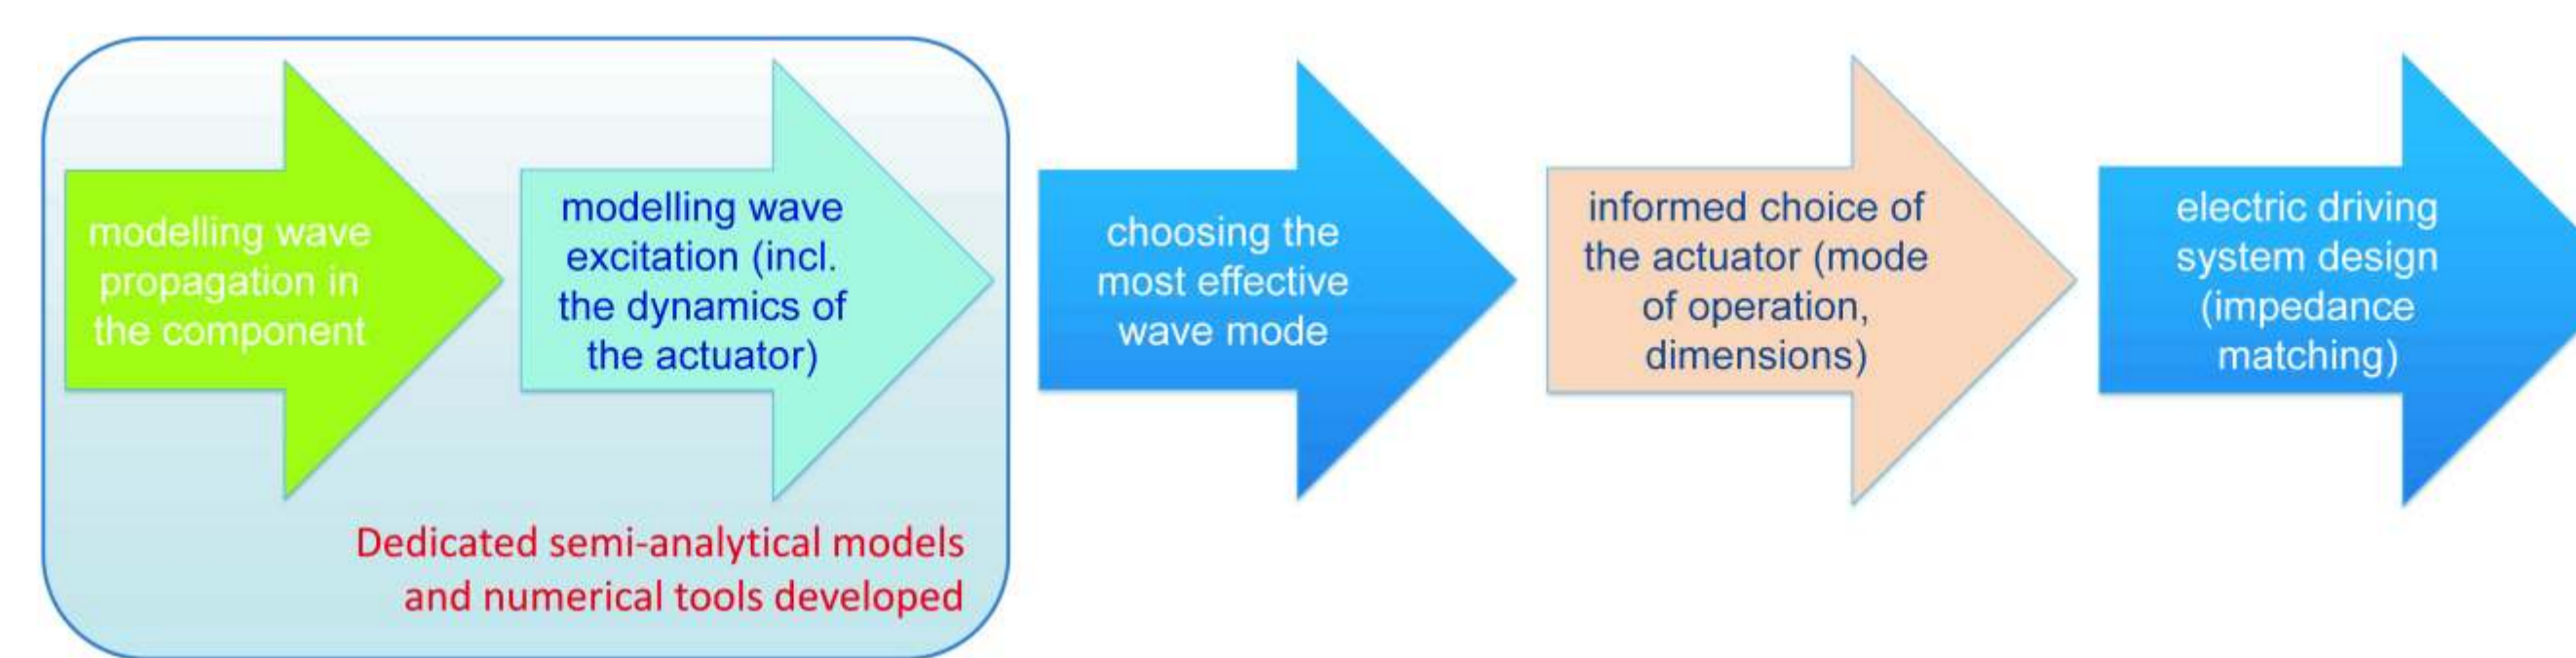 modelling wave
propagation in
the component
modelling wave
excitation (incl.
the dynamics of
the actuator)
Dedicated semi-analytical models
and numerical tools developed
choosing the
most effective
wave mode
informed choice of
the actuator (mode
of operation,
dimensions)
electric driving
system design
(impedance
matching)